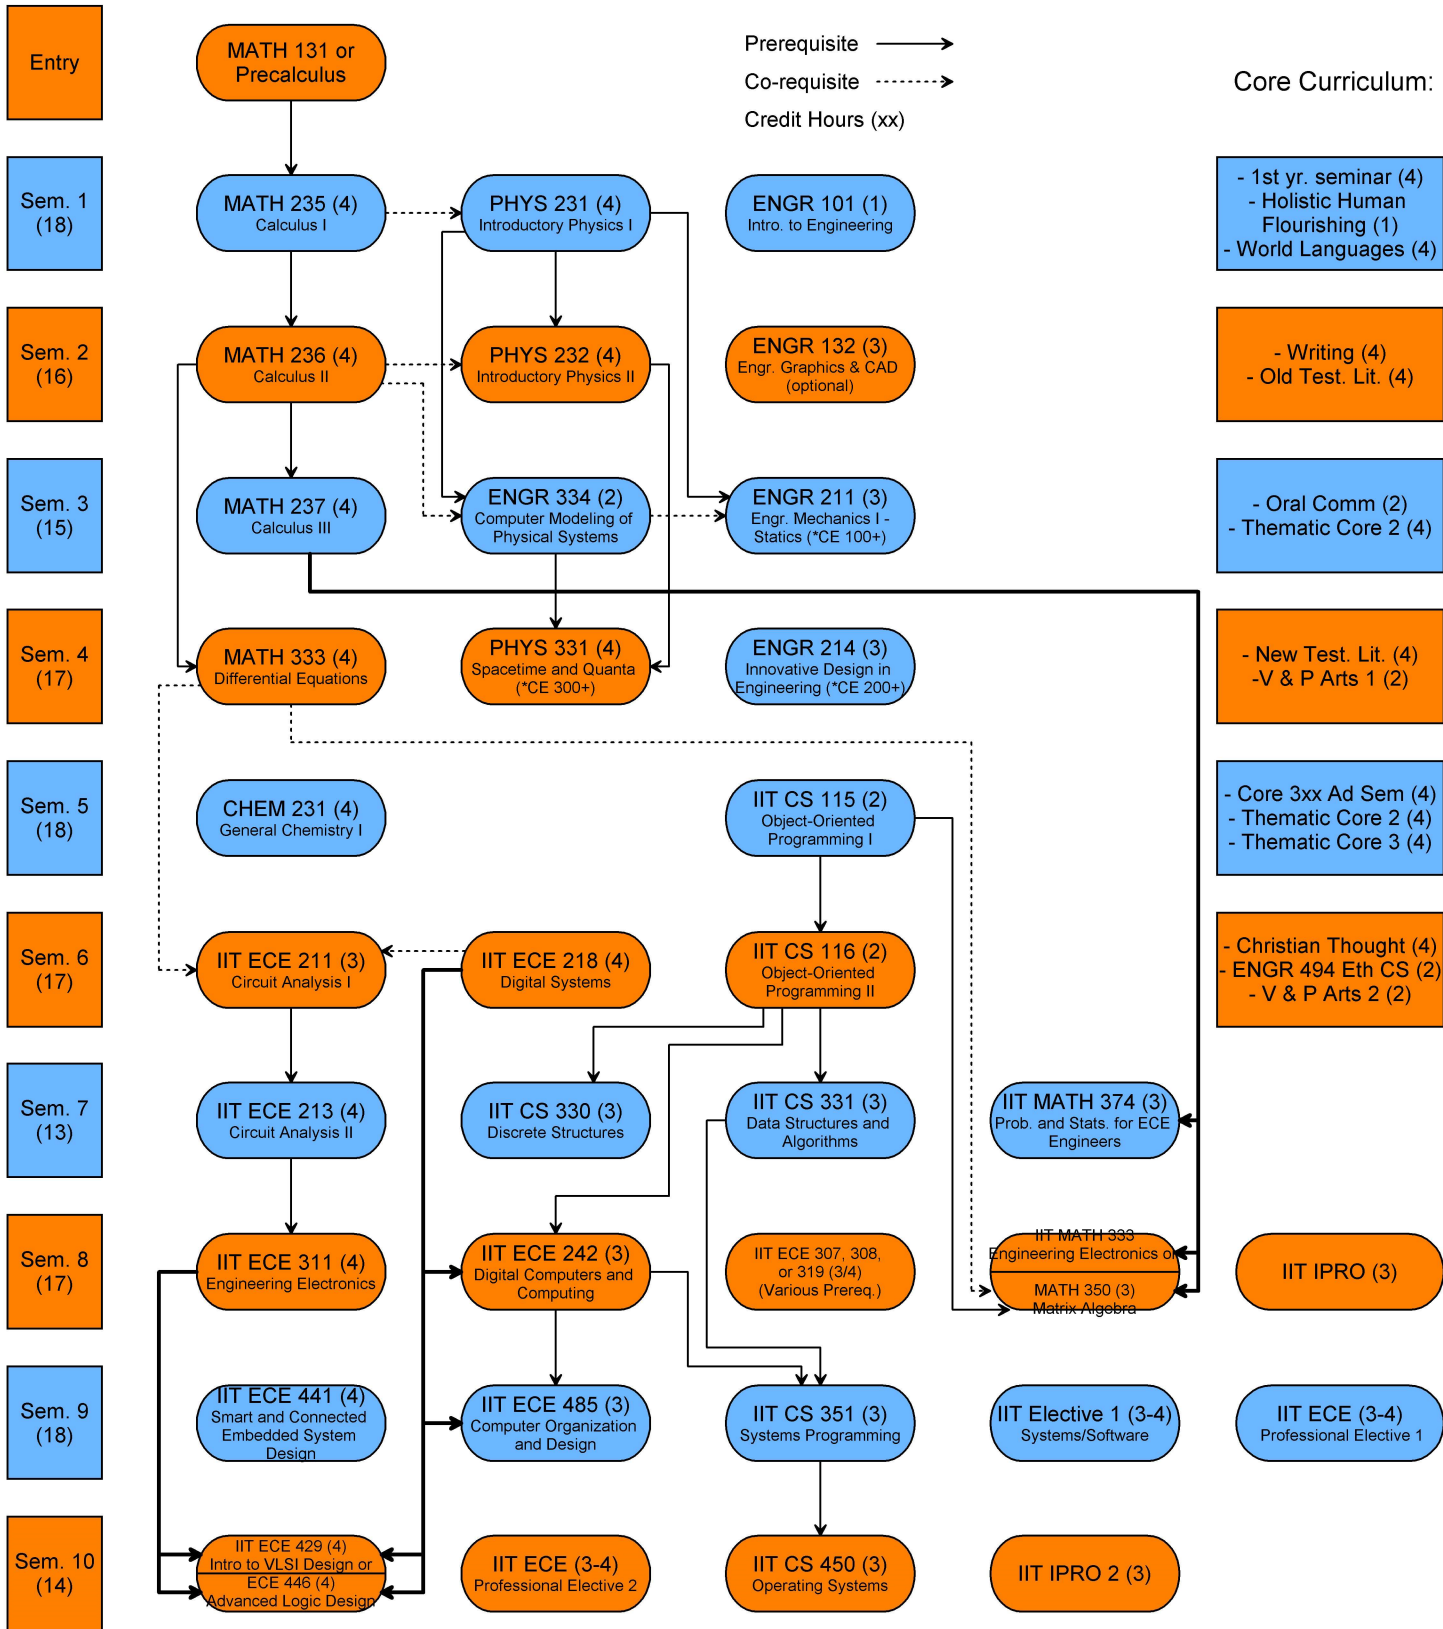 Entry
MATH 131 or
Precalculus
Prerequisite
Co-requisite
Credit Hours (xx)
Core Curriculum:
Sem. 1
(18)
MATH 235 (4)
Calculus I
PHYS 231 (4)
Introductory Physics I
ENGR 101 (1)
Intro. to Engineering
- 1st yr. seminar (4)
- Holistic Human
Flourishing (1)
- World Languages (4)
Sem. 2
(16)
MATH 236 (4)
Calculus II
PHYS 232 (4)
Introductory Physics II
ENGR 132 (3)
Engr. Graphics & CAD
(optional)
- Writing (4)
- Old Test. Lit. (4)
Sem. 3
(15)
MATH 237 (4)
Calculus III
ENGR 334 (2)
Computer Modeling of
Physical Systems
ENGR 211 (3)
Engr. Mechanics I -
Statics (*CE 100+)
- Oral Comm (2)
- Thematic Core 2 (4)
Sem. 4
(17)
MATH 333 (4)
Differential Equations
PHYS 331 (4)
Spacetime and Quanta
(*CE 300+)
ENGR 214 (3)
Innovative Design in
Engineering (*CE 200+)
- New Test. Lit. (4)
-V & P Arts 1 (2)
Sem. 5
(18)
CHEM 231 (4)
General Chemistry I
IIT CS 115 (2)
Object-Oriented
Programming I
- Core 3xx Ad Sem (4)
- Thematic Core 2 (4)
- Thematic Core 3 (4)
Sem. 6
(17)
IIT ECE 211 (3)
Circuit Analysis I
IIT ECE 218 (4)
Digital Systems
IIT CS 116 (2)
Object-Oriented
Programming II
- Christian Thought (4)
- ENGR 494 Eth CS (2)
- V & P Arts 2 (2)
Sem. 7
(13)
IIT ECE 213 (4)
Circuit Analysis II
IIT CS 330 (3)
Discrete Structures
IIT CS 331 (3)
Data Structures and
Algorithms
IIT MATH 374 (3)
Prob. and Stats. for ECE
Engineers
Sem. 8
(17)
IIT ECE 311 (4)
Engineering Electronics
IIT ECE 242 (3)
Digital Computers and
Computing
IIT ECE 307, 308,
or 319 (3/4)
(Various Prereq.)
IIT MATH 333
Engineering Electronics or
MATH 350 (3)
Matrix Algebra
IIT IPRO (3)
Sem. 9
(18)
IIT ECE 441 (4)
Smart and Connected
Embedded System
Design
IIT ECE 485 (3)
Computer Organization
and Design
IIT CS 351 (3)
Systems Programming
IIT Elective 1 (3-4)
Systems/Software
IIT ECE (3-4)
Professional Elective 1
Sem. 10
(14)
IIT ECE 429 (4)
Intro to VLSI Design or
ECE 446 (4)
Advanced Logic Design
IIT ECE (3-4)
Professional Elective 2
IIT CS 450 (3)
Operating Systems
IIT IPRO 2 (3)